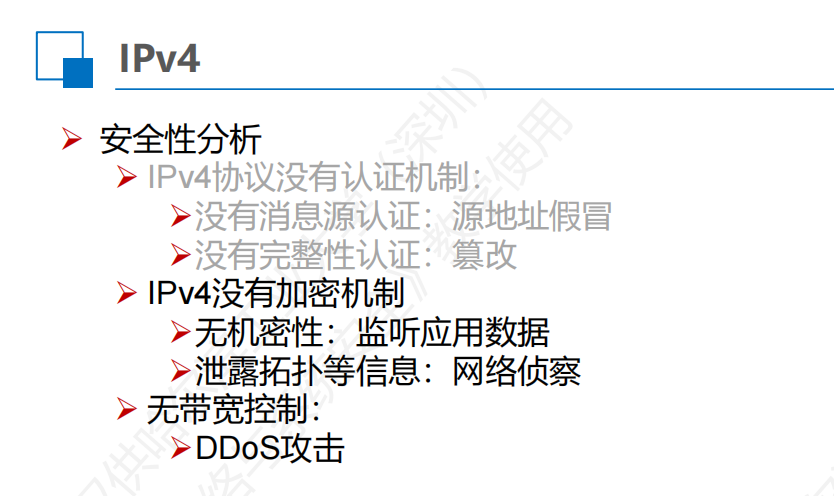 IPv4
安全性分析
IPv4协议没有认证机制：
没有消息源认证：源地址假冒
没有完整性认证：篡改
IPv4没有加密机制
无机密性：监听应用数据
泄露拓扑等信息：网络侦察
无带宽控制：
DDoS攻击